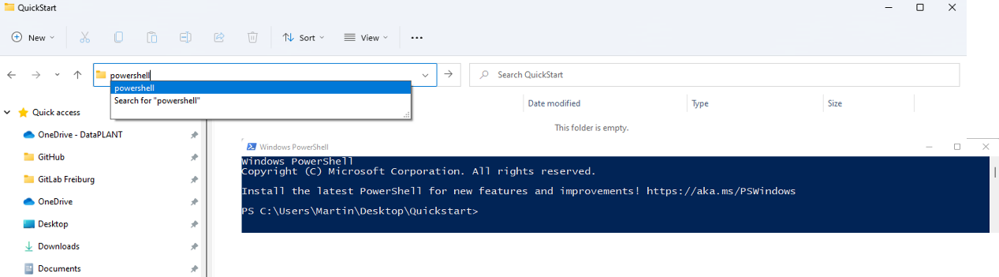 QuickStart
New
Sort
View
powershell
Search QuickStart
powershell
Search for "powershell"
Date modified
Type
Size
This folder is empty.
Quick access
OneDrive - DataPLANT
GitHub
GitLab Freiburg
OneDrive
Desktop
Downloads
Documents
Windows PowerShell
Windows PowerShell
Copyright (C) Microsoft Corporation. All rights reserved.
Install the latest PowerShell for new features and improvements! https://aka.ms/PSWindows
PS C:\Users\Martin\Desktop\Quickstart>